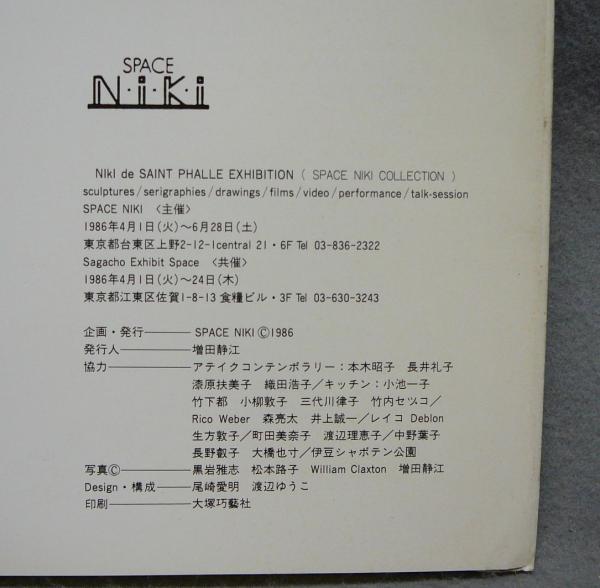 SPACE
N・i・K・i
NIkI de SAINT PHALLE EXHIBITION ( SPACE NIKI COLLECTION )
sculptures/serigraphies/drawings/films/video/performance/talk-session
SPACE NIKI 〈主催〉
1986年4月1日(火)〜6月28日(土)
東京都台東区上野2-12-1central 21・6F Tel 03-836-2322
Sagacho Exhibit Space 〈共催〉
1986年4月1日(火)〜24日(木)
東京都江東区佐賀1-8-13 食糧ビル・3F Tel 03-630-3243
企画・発行――― SPACE NIKI ©1986
発行人――― 増田静江
協力――― アテイクコンテンポラリー：本木昭子 長井礼子
漆原扶美子 織田浩子／キッチン：小池一子
竹下都 小柳敦子 三代川律子 竹内セツコ／
Rico Weber 森亮太 井上誠一／レイコ Deblon
生方敦子／町田美奈子 渡辺理恵子／中野葉子
長野叡子 大橋也寸／伊豆シャボテン公園
写真©――― 黒岩雅志 松本路子 William Claxton 増田静江
Design・構成――― 尾崎愛明 渡辺ゆうこ
印刷――― 大塚巧藝社